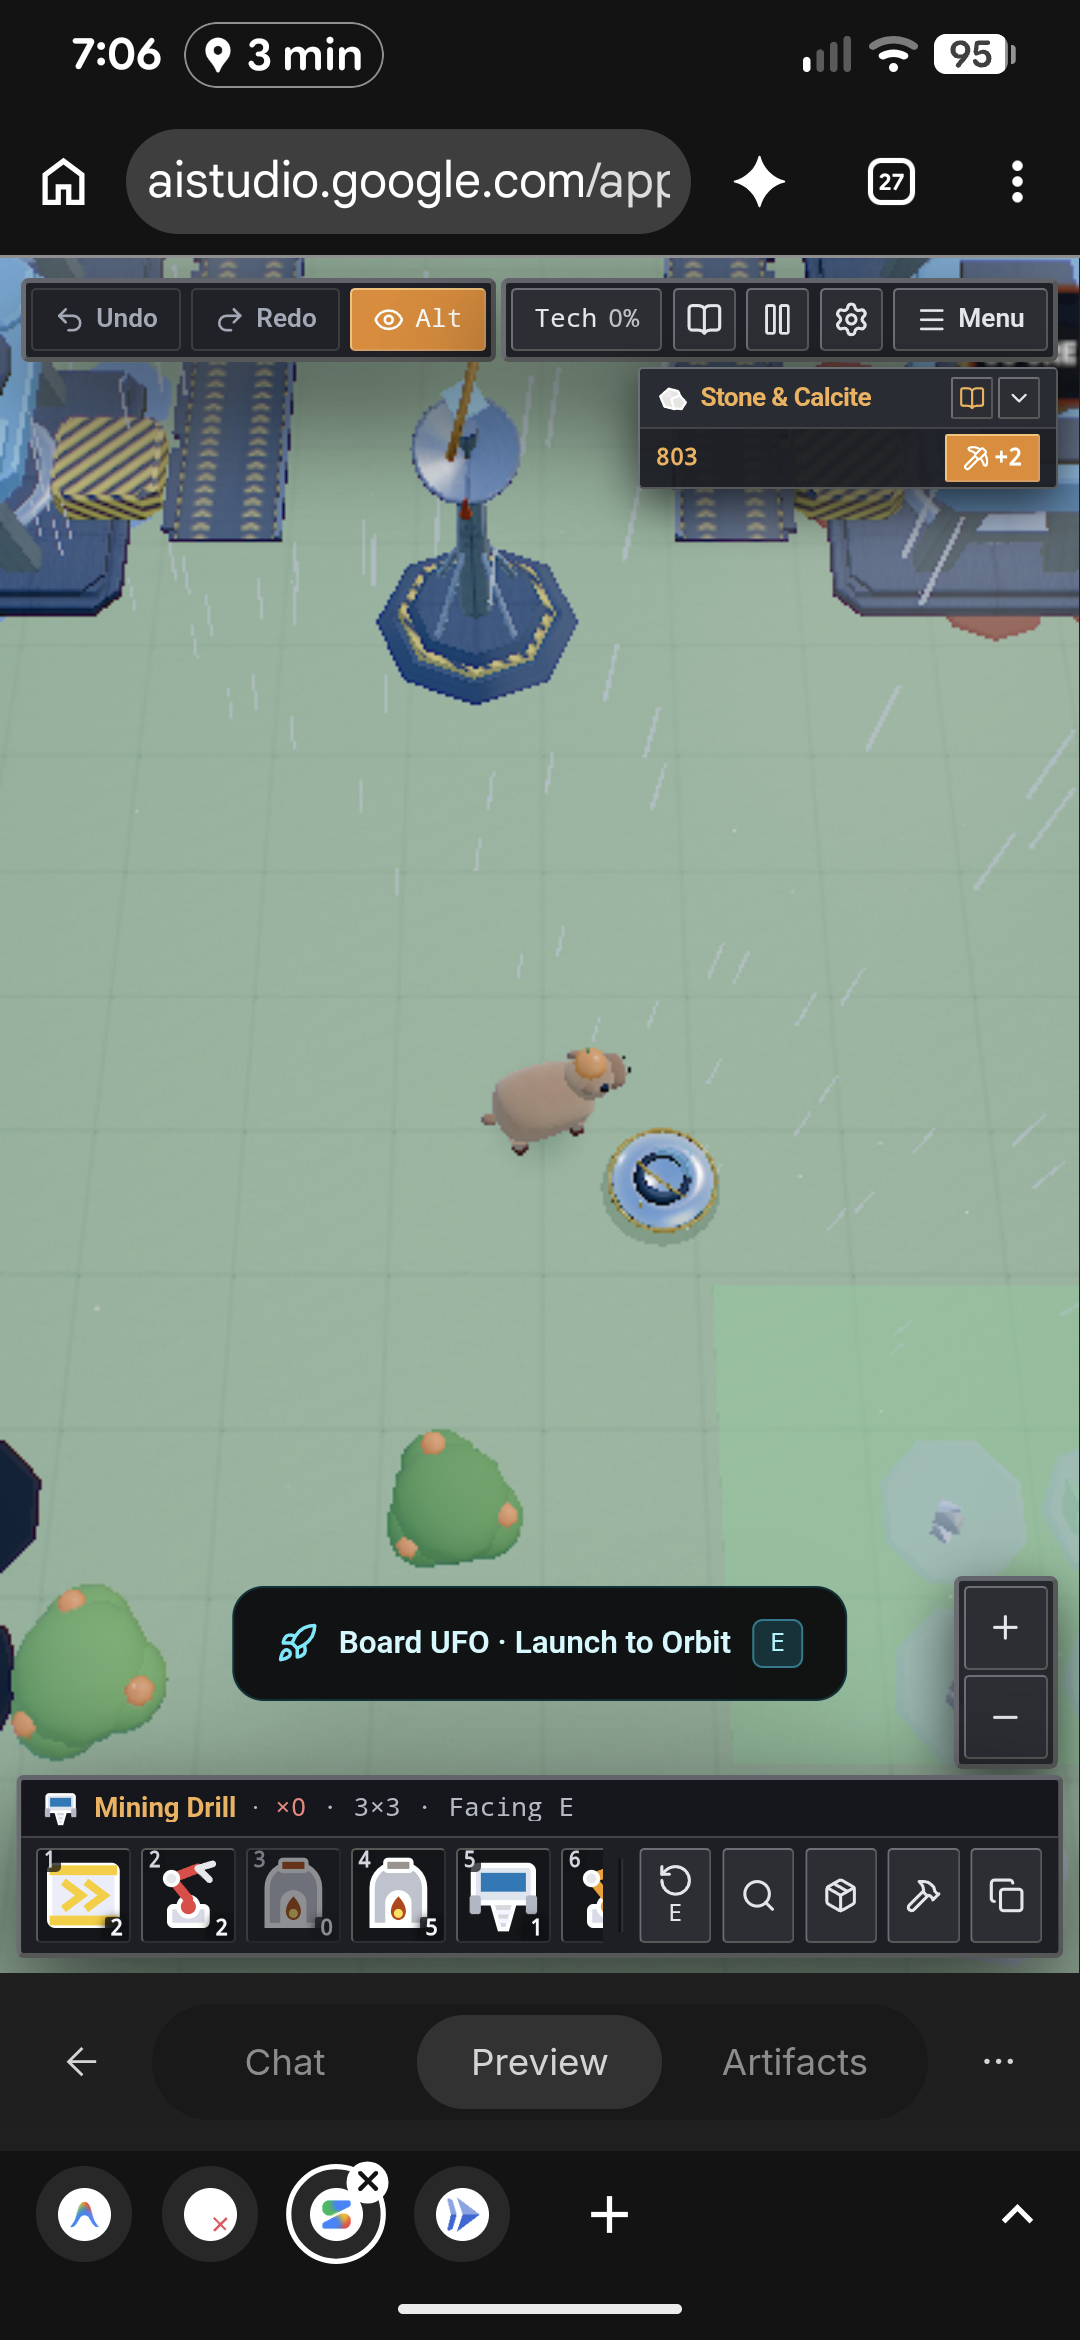 7:06
3 min
95
aistudio.google.com/app
27
Undo
Redo
Alt
Tech 0%
Menu
Stone & Calcite
803
+2
Board UFO · Launch to Orbit E
+
−
Mining Drill · ×0 · 3×3 · Facing E
1 2
2 2
3 0
4 5
5 1
6
E
Chat
Preview
Artifacts